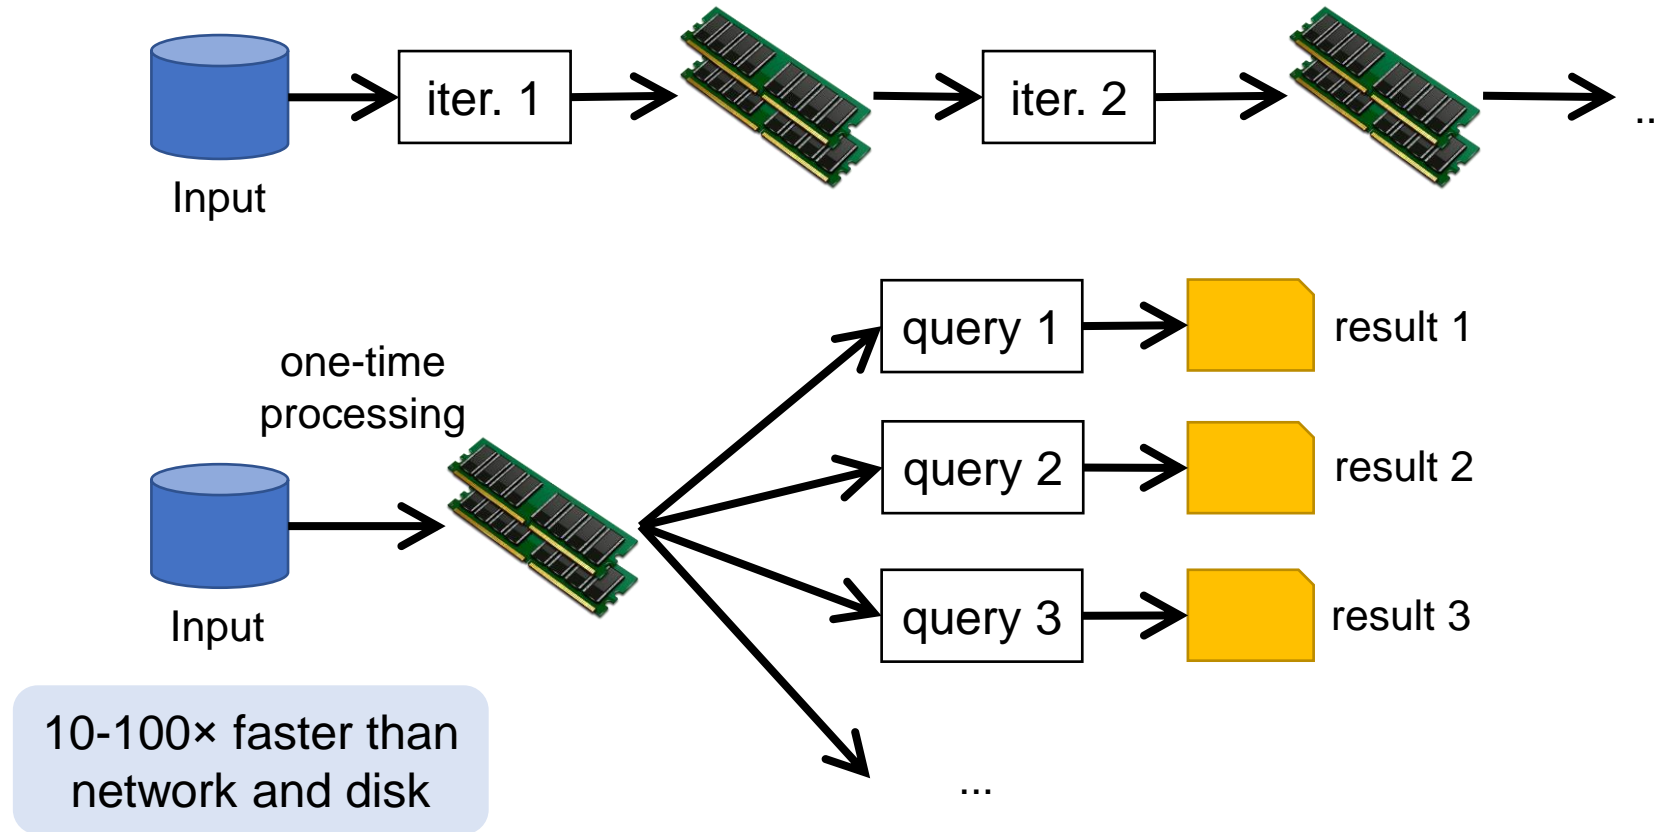 iter. 1
iter. 2
..
Input
one-time
processing
query 1
result 1
query 2
result 2
Input
query 3
result 3
10-100× faster than
network and disk
...